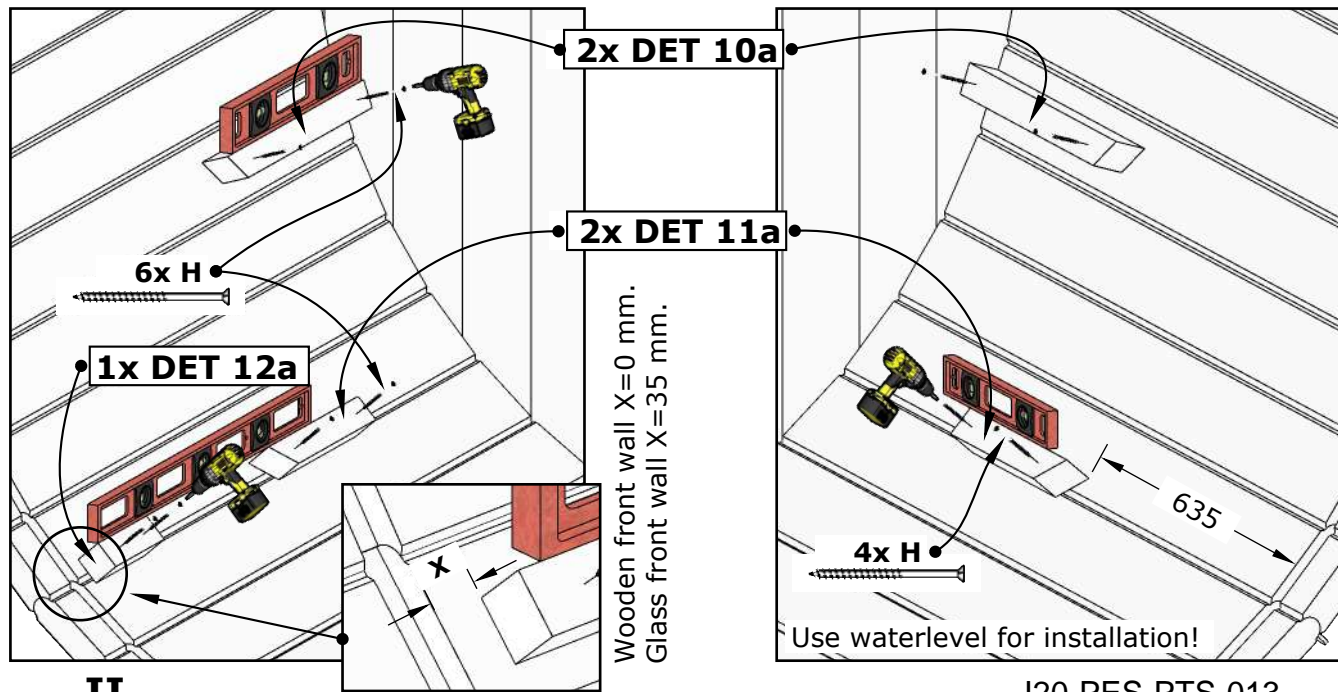 2x DET 10a
2x DET 11a
6x H
1x DET 12a
X
Wooden front wall X=0 mm.
Glass front wall X=35 mm.
635
4x H
Use waterlevel for installation!